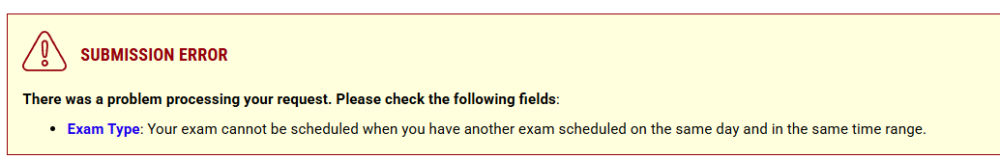 SUBMISSION ERROR
There was a problem processing your request. Please check the following fields:
• Exam Type: Your exam cannot be scheduled when you have another exam scheduled on the same day and in the same time range.